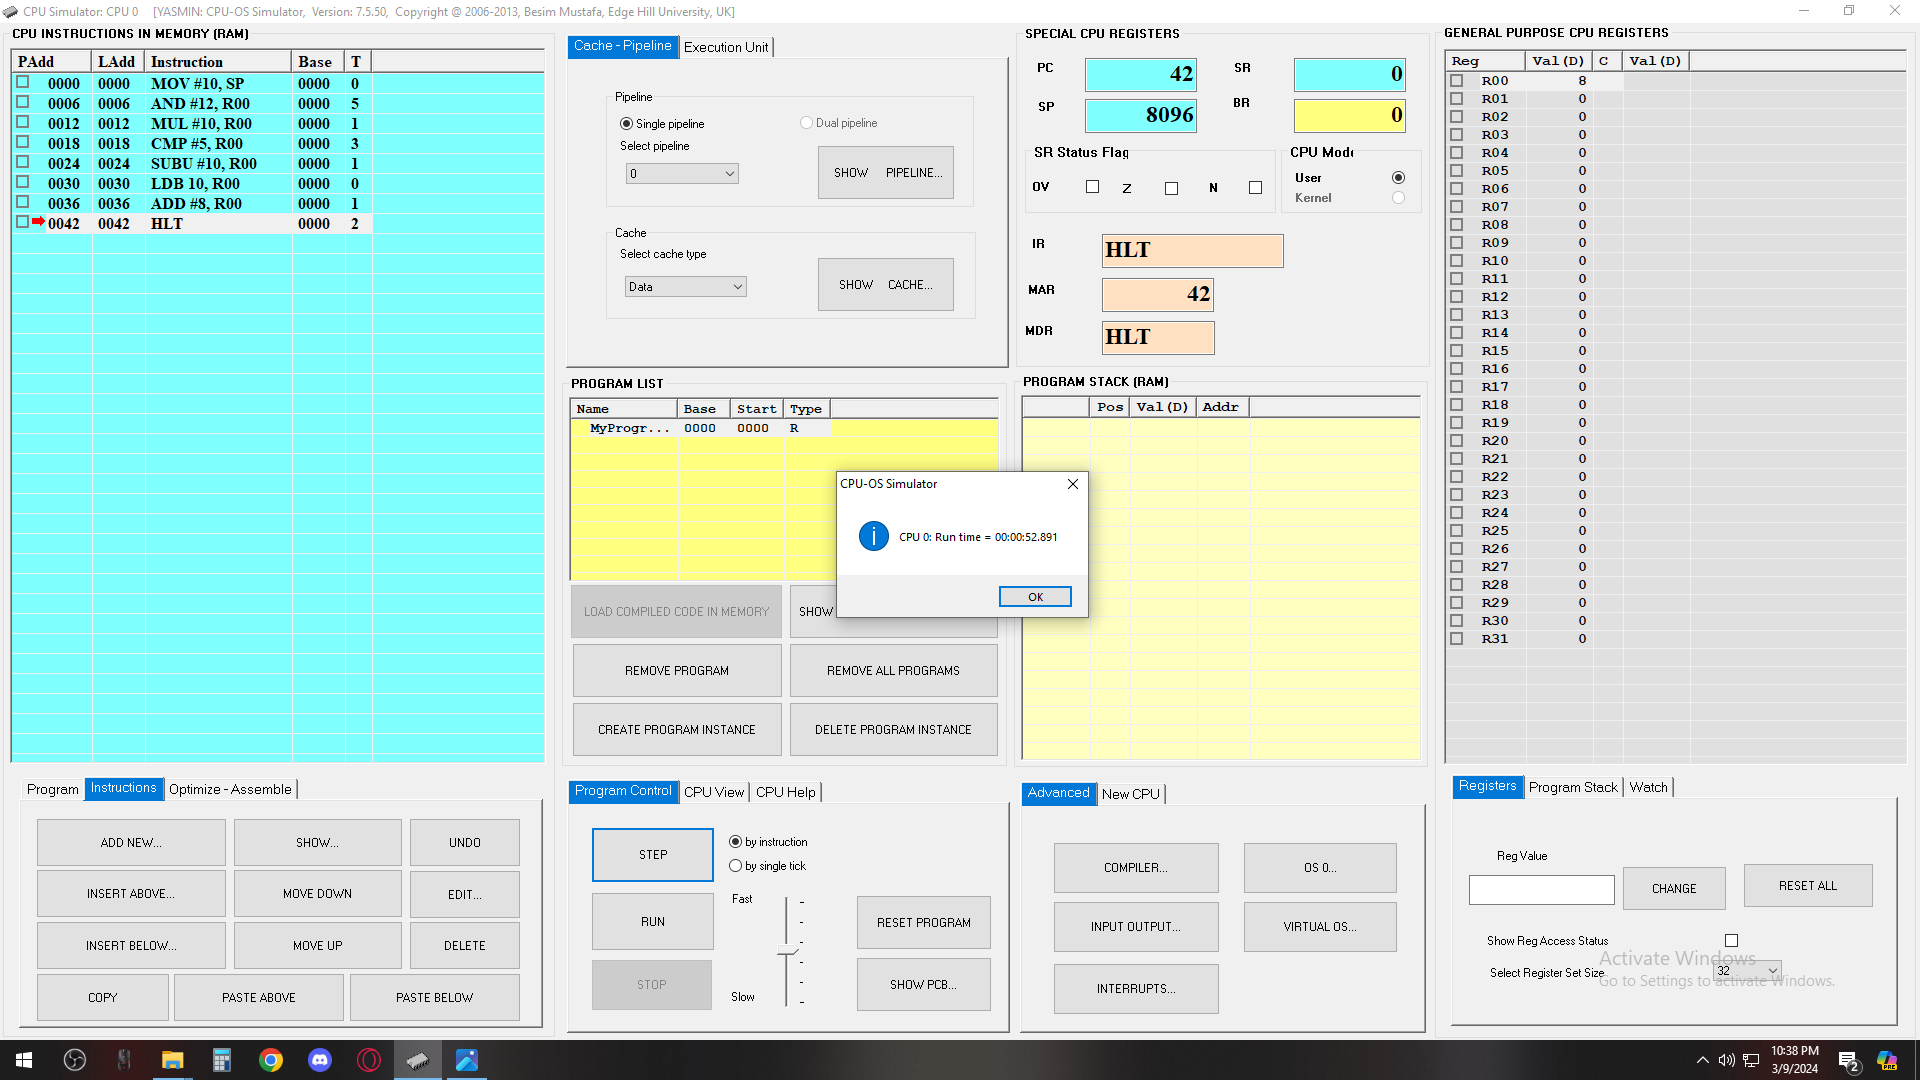 CPU Simulator: CPU 0 [YASMIN: CPU-OS Simulator, Version: 7.5.50, Copyright @ 2006-2013, Besim Mustafa, Edge Hill University, UK]
CPU INSTRUCTIONS IN MEMORY (RAM)
PAdd LAdd Instruction Base T
0000 0000 MOV #10, SP 0000 0
0006 0006 AND #12, R00 0000 5
0012 0012 MUL #10, R00 0000 1
0018 0018 CMP #5, R00 0000 3
0024 0024 SUBU #10, R00 0000 1
0030 0030 LDB 10, R00 0000 0
0036 0036 ADD #8, R00 0000 1
0042 0042 HLT 0000 2
Program Instructions Optimize - Assemble
ADD NEW... SHOW... UNDO
INSERT ABOVE... MOVE DOWN EDIT...
INSERT BELOW... MOVE UP DELETE
COPY PASTE ABOVE PASTE BELOW
Cache - Pipeline Execution Unit
Pipeline
Single pipeline Dual pipeline
Select pipeline
0
SHOW PIPELINE...
Cache
Select cache type
Data
SHOW CACHE...
PROGRAM LIST
Name Base Start Type
MyProgr... 0000 0000 R
LOAD COMPILED CODE IN MEMORY SHOW
REMOVE PROGRAM REMOVE ALL PROGRAMS
CREATE PROGRAM INSTANCE DELETE PROGRAM INSTANCE
CPU-OS Simulator
CPU 0: Run time = 00:00:52.891
OK
Program Control CPU View CPU Help
STEP
by instruction
by single tick
RUN
STOP
Fast
Slow
RESET PROGRAM
SHOW PCB...
SPECIAL CPU REGISTERS
PC 42 SR 0
SP 8096 BR 0
SR Status Flag
OV Z N
CPU Mode
User
Kernel
IR HLT
MAR 42
MDR HLT
PROGRAM STACK (RAM)
Pos Val(D) Addr
Advanced New CPU
COMPILER... OS 0...
INPUT OUTPUT... VIRTUAL OS...
INTERRUPTS...
GENERAL PURPOSE CPU REGISTERS
Reg Val(D) C Val(D)
R00 8
R01 0
R02 0
R03 0
R04 0
R05 0
R06 0
R07 0
R08 0
R09 0
R10 0
R11 0
R12 0
R13 0
R14 0
R15 0
R16 0
R17 0
R18 0
R19 0
R20 0
R21 0
R22 0
R23 0
R24 0
R25 0
R26 0
R27 0
R28 0
R29 0
R30 0
R31 0
Registers Program Stack Watch
Reg Value
CHANGE RESET ALL
Show Reg Access Status
Select Register Set Size 32
Activate Windows
Go to Settings to activate Windows.
10:38 PM
3/9/2024
2
PRE